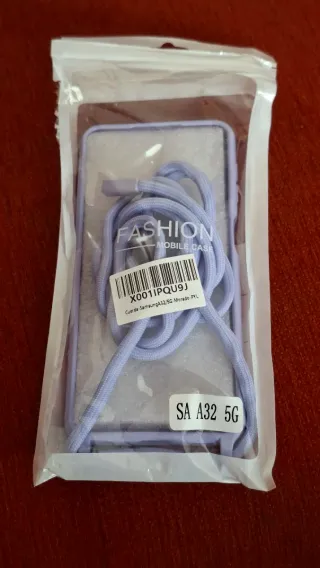 FASHION
MOBILE CASE
X001IPQU9J
SA A32 5G